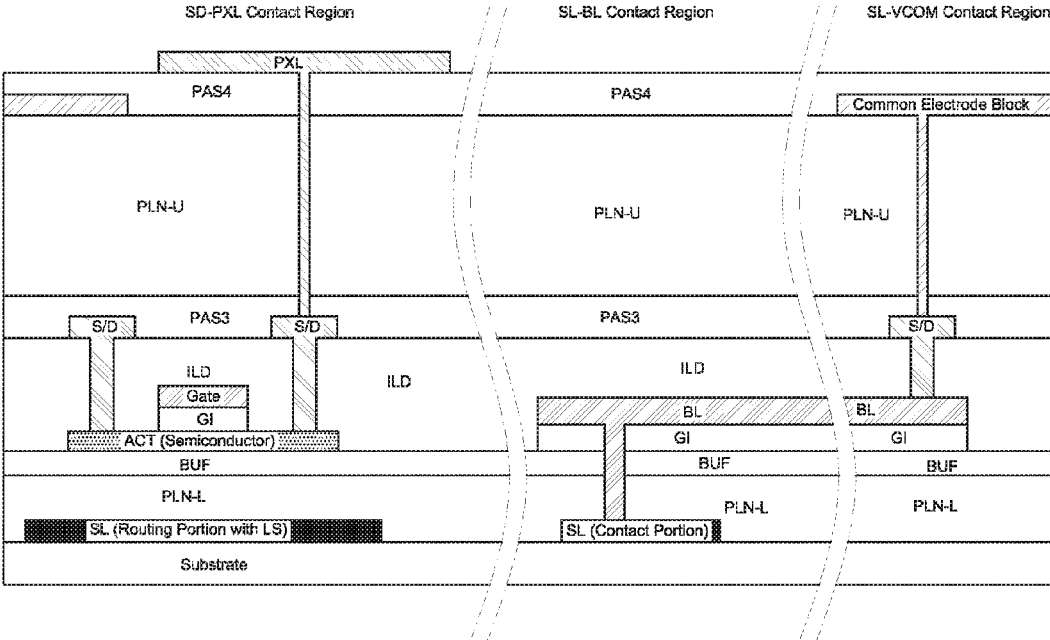 SD-PXL Contact Region
SL-BL Contact Region
SL-VCOM Contact Region
PXL
PAS4
PAS4
Common Electrode Block
PLN-U
PLN-U
PLN-U
PAS3
PAS3
S/D
S/D
S/D
ILD
ILD
ILD
Gate
GI
BL
BL
GI
GI
ACT (Semiconductor)
BUF
BUF
BUF
PLN-L
PLN-L
PLN-L
SL (Routing Portion with LS)
SL (Contact Portion)
Substrate